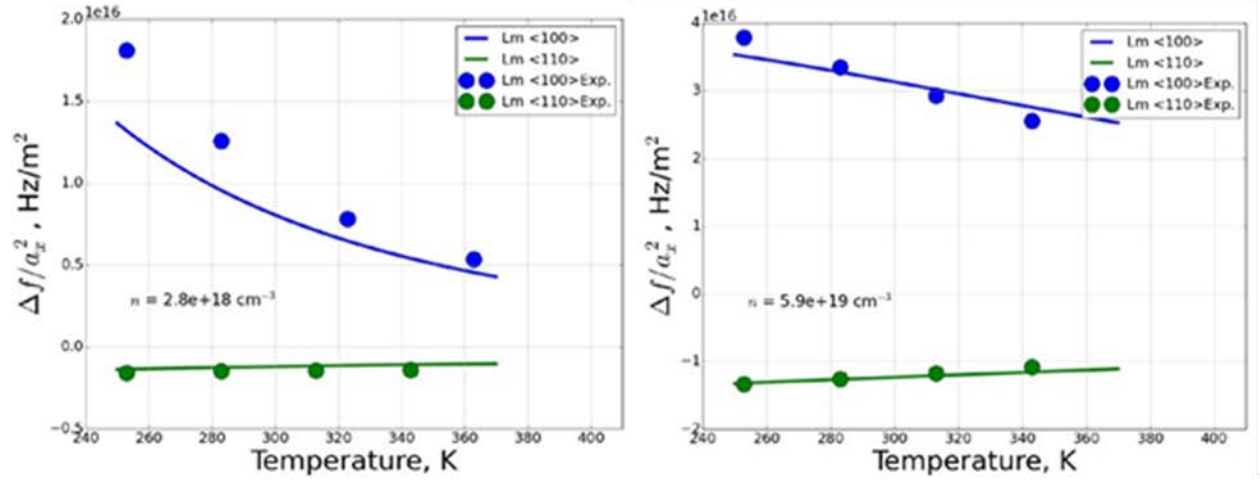 1e16
2.0
1.5
1.0
0.5
0.0
−0.5
Δf/a_x^2 , Hz/m^2
Lm <100>
Lm <110>
Lm <100>Exp.
Lm <110>Exp.
n = 2.8e+18 cm⁻³
240 260 280 300 320 340 360 380 400
Temperature, K
1e16
4
3
2
1
0
−1
−2
Δf/a_x^2 , Hz/m^2
Lm <100>
Lm <110>
Lm <100>Exp.
Lm <110>Exp.
n = 5.9e+19 cm⁻³
240 260 280 300 320 340 360 380 400
Temperature, K